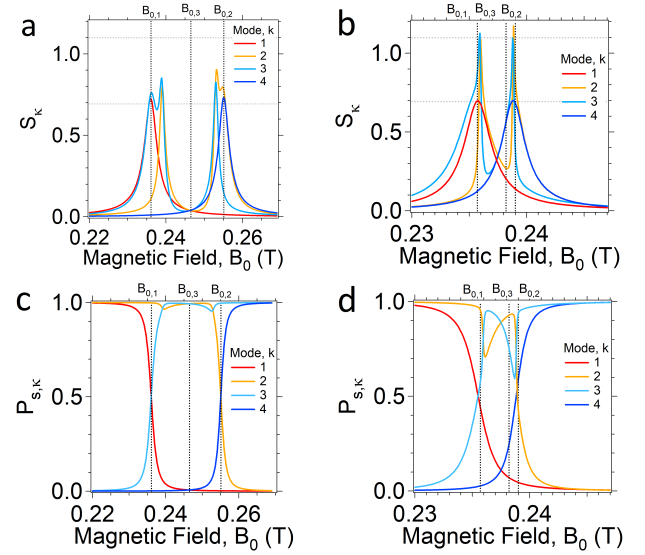 a
B0,1 B0,3 B0,2
Mode, k
1
2
3
4
1.0
0.5
0.0
Sκ
0.22 0.24 0.26
Magnetic Field, B0 (T)
b
B0,1 B0,3 B0,2
Mode, k
1
2
3
4
1.0
0.5
0.0
Sκ
0.23 0.24
Magnetic Field, B0 (T)
c
B0,1 B0,3 B0,2
Mode, k
1
2
3
4
1.0
0.5
0.0
Ps,κ
0.22 0.24 0.26
Magnetic Field, B0 (T)
d
B0,1 B0,3 B0,2
Mode, k
1
2
3
4
1.0
0.5
0.0
Ps,κ
0.23 0.24
Magnetic Field, B0 (T)